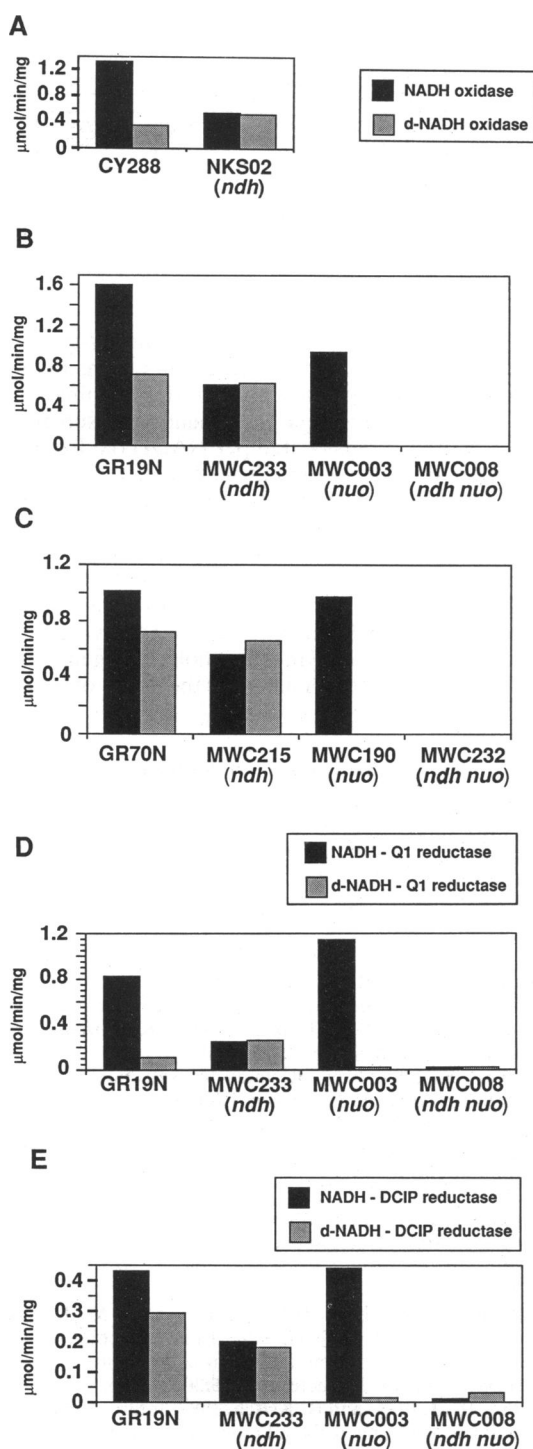 A
µmol/min/mg
1.2
0.8
0.4
0
CY288
NKS02
(ndh)
NADH oxidase
d-NADH oxidase
B
µmol/min/mg
1.6
1.2
0.8
0.4
0
GR19N
MWC233
(ndh)
MWC003
(nuo)
MWC008
(ndh nuo)
C
µmol/min/mg
1.2
0.8
0.4
0
GR70N
MWC215
(ndh)
MWC190
(nuo)
MWC232
(ndh nuo)
D
NADH - Q1 reductase
d-NADH - Q1 reductase
µmol/min/mg
1.2
0.8
0.4
0
GR19N
MWC233
(ndh)
MWC003
(nuo)
MWC008
(ndh nuo)
E
NADH - DCIP reductase
d-NADH - DCIP reductase
µmol/min/mg
0.4
0.3
0.2
0.1
0
GR19N
MWC233
(ndh)
MWC003
(nuo)
MWC008
(ndh nuo)